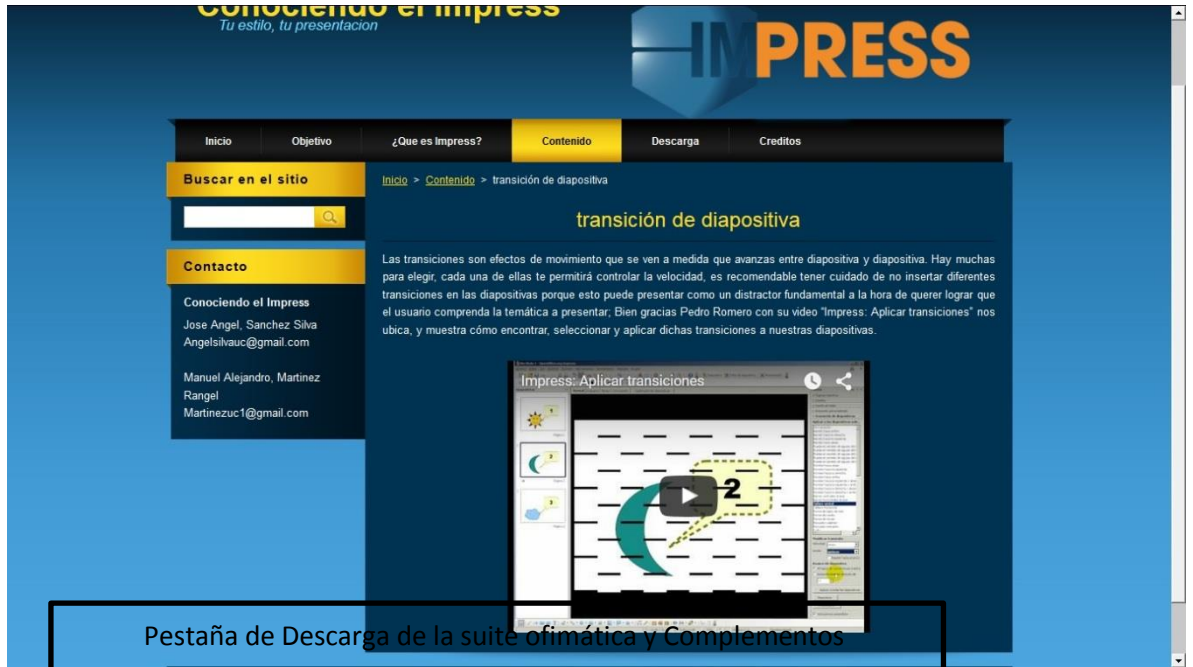 Conociendo el Impress
Tu estilo, tu presentacion
IMPRESS
Inicio Objetivo ¿Que es Impress? Contenido Descarga Creditos
Buscar en el sitio
Contacto
Conociendo el Impress
Jose Angel, Sanchez Silva
Angelsilvauc@gmail.com
Manuel Alejandro, Martinez
Rangel
Martinezuc1@gmail.com
Inicio > Contenido > transición de diapositiva
transición de diapositiva
Las transiciones son efectos de movimiento que se ven a medida que avanzas entre diapositiva y diapositiva. Hay muchas
para elegir, cada una de ellas te permitirá controlar la velocidad, es recomendable tener cuidado de no insertar diferentes
transiciones en las diapositivas porque esto puede presentar como un distractor fundamental a la hora de querer lograr que
el usuario comprenda la temática a presentar; Bien gracias Pedro Romero con su video "Impress: Aplicar transiciones" nos
ubica, y muestra cómo encontrar, seleccionar y aplicar dichas transiciones a nuestras diapositivas.
Impress: Aplicar transiciones
1
2
3
2
Pestaña de Descarga de la suite ofimática y Complementos